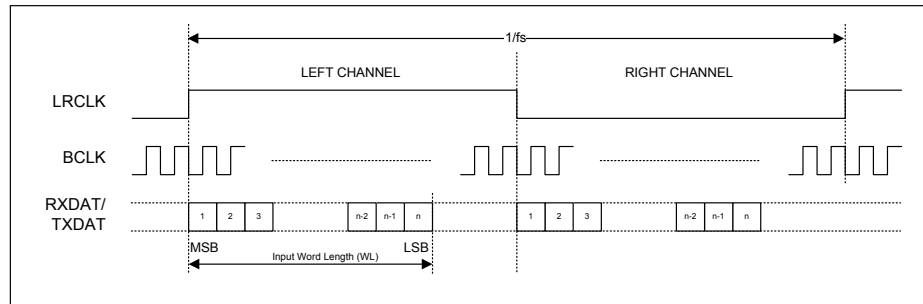 1/fs
LEFT CHANNEL RIGHT CHANNEL
LRCLK
BCLK
RXDAT/
TXDAT
1 2 3 n-2 n-1 n 1 2 3 n-2 n-1 n
MSB LSB
Input Word Length (WL)